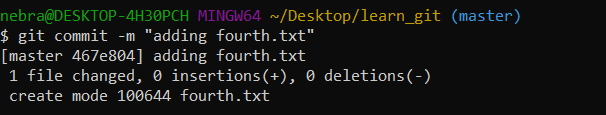 nebra@DESKTOP-4H30PCH MINGW64 ~/Desktop/learn_git (master)
$ git commit -m "adding fourth.txt"
[master 467e804] adding fourth.txt
 1 file changed, 0 insertions(+), 0 deletions(-)
 create mode 100644 fourth.txt